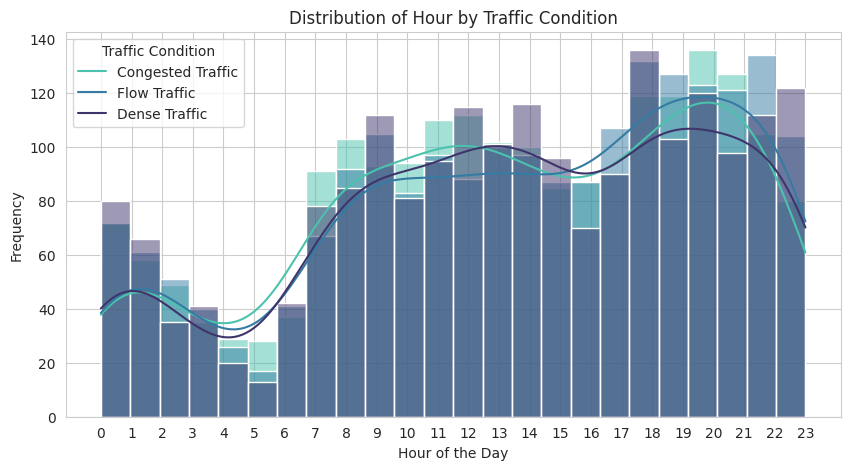 Distribution of Hour by Traffic Condition
Traffic Condition
Congested Traffic
Flow Traffic
Dense Traffic
Frequency
140
120
100
80
60
40
20
0
0 1 2 3 4 5 6 7 8 9 10 11 12 13 14 15 16 17 18 19 20 21 22 23
Hour of the Day